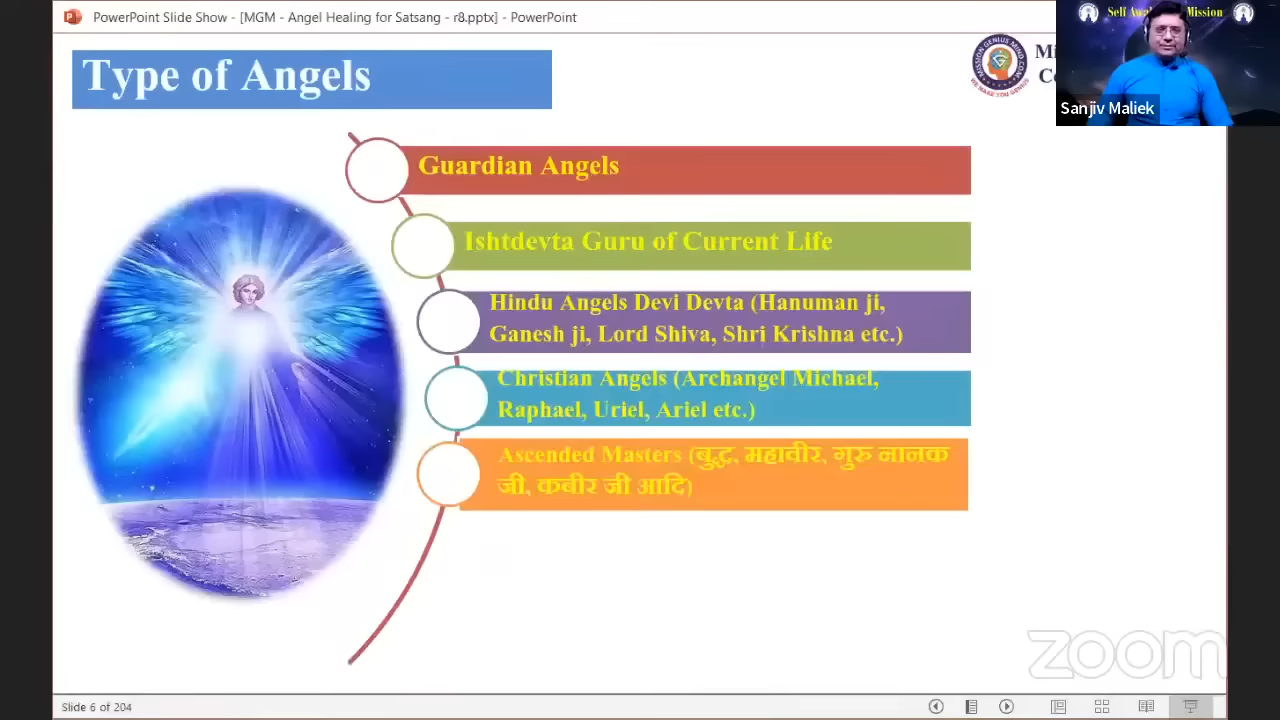 PowerPoint Slide Show - [MGM - Angel Healing for Satsang - r8.pptx] - PowerPoint
Type of Angels
Sanjiv Maliek
Guardian Angels
Ishtdevta Guru of Current Life
Hindu Angels Devi Devta (Hanuman ji,
Ganesh ji, Lord Shiva, Shri Krishna etc.)
Christian Angels (Archangel Michael,
Raphael, Uriel, Ariel etc.)
Ascended Masters (बुद्ध, महावीर, गुरु नानक
जी, कबीर जी आदि)
zoom
Slide 6 of 204